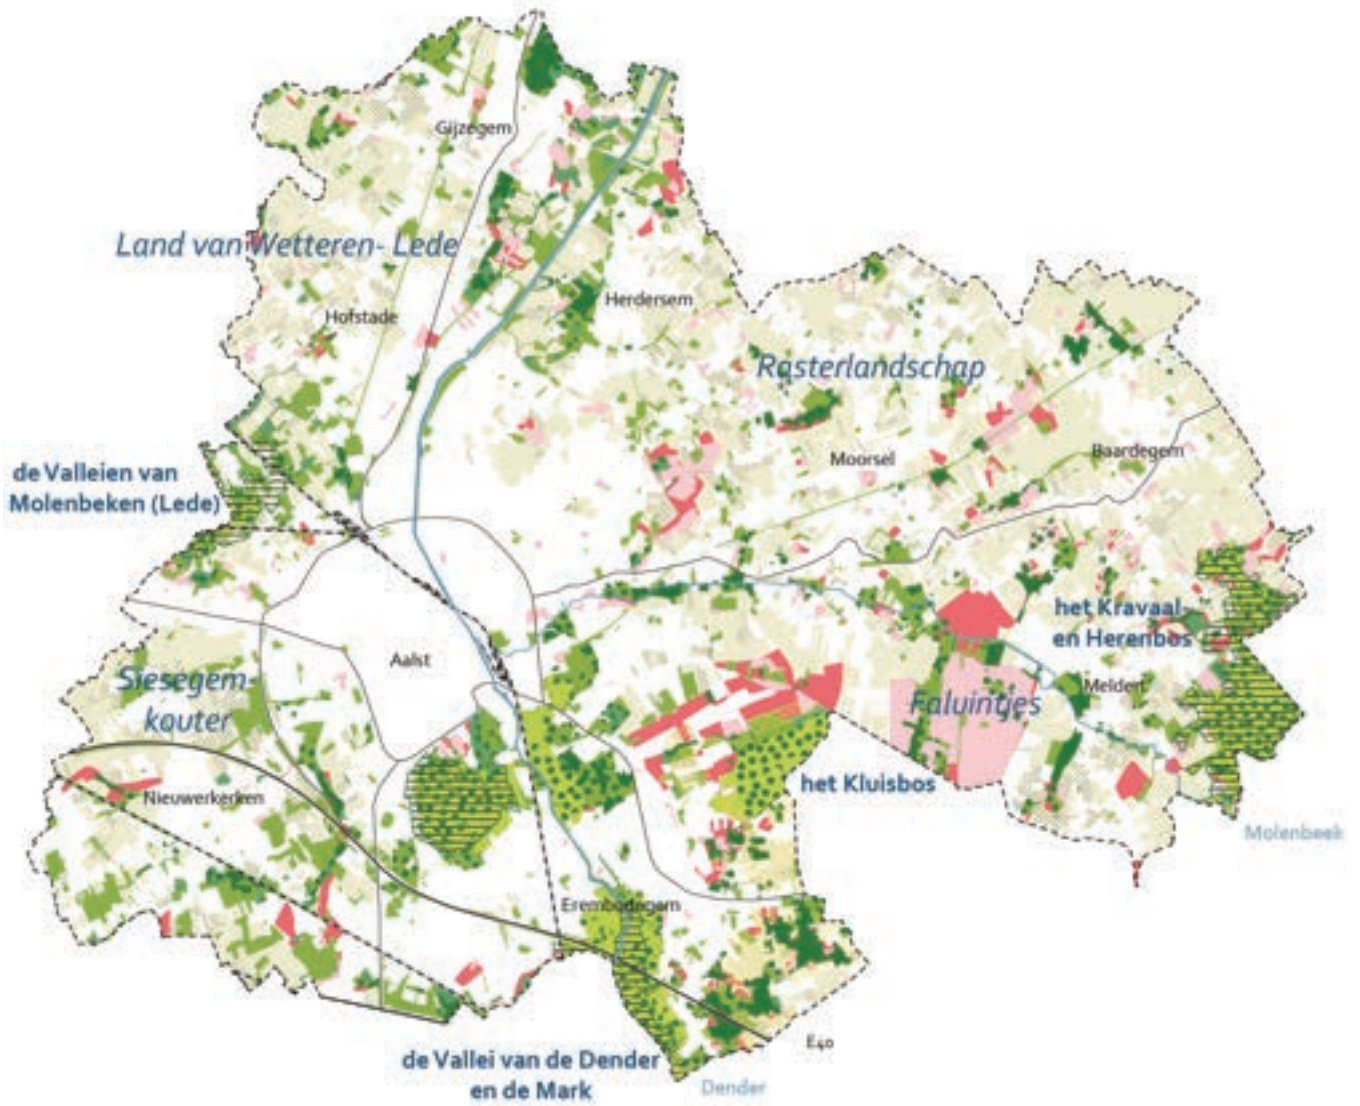 Gijzegem
Land van Wetteren- Lede
Herdersem
Hofstade
Rasterlandschap
Moorsel
Baardegem
de Valleien van
Molenbeken (Lede)
het Kravaal-
en Herenbos
Aalst
Siesegem-
kouter
Meldert
Faluintjes
het Kluisbos
Nieuwerkerken
Molenbeek
Erembodegem
E40
de Vallei van de Dender
en de Mark
Dender